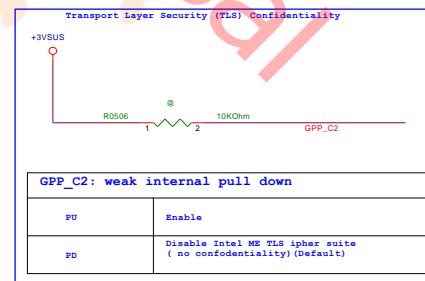 Transport Layer Security (TLS) Confidentiality
+3VSUS
@
R0506
10KOhm
1
2
GPP_C2
GPP_C2: weak internal pull down
PU
Enable
PD
Disable Intel ME TLS ipher suite
( no confodentiality)(Default)